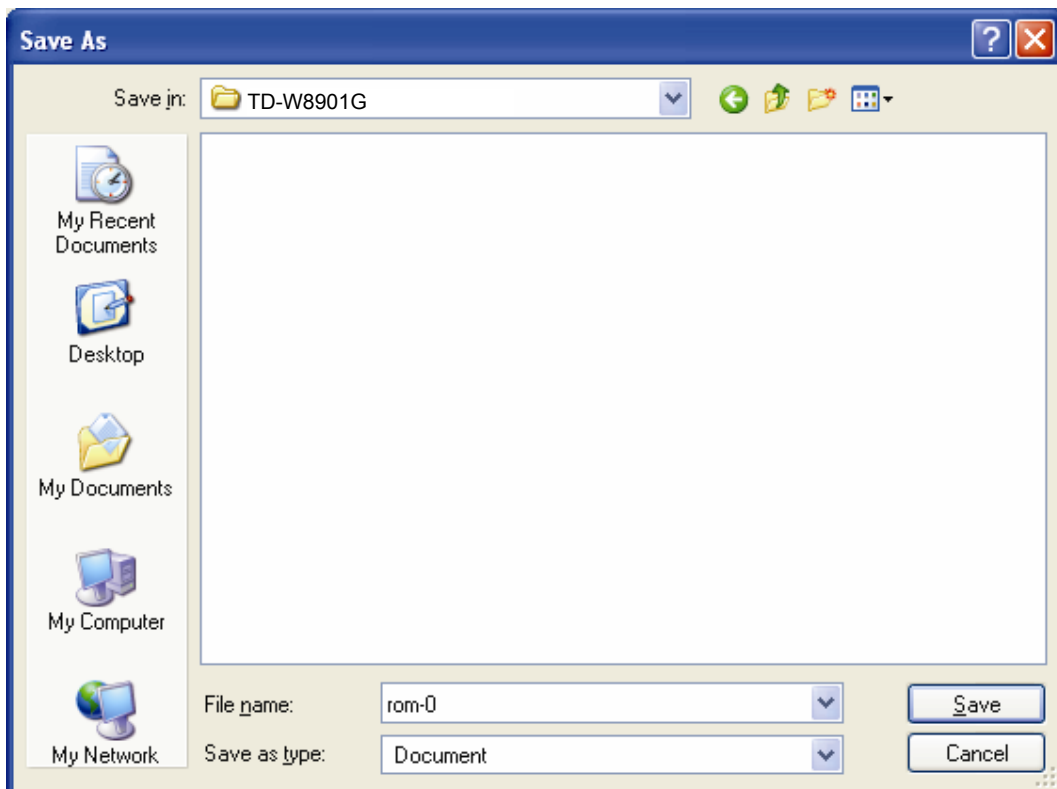 Save As
Save in:
TD-W8901G
My Recent
Documents
Desktop
My Documents
My Computer
My Network
File name:
rom-0
Save
Save as type:
Document
Cancel